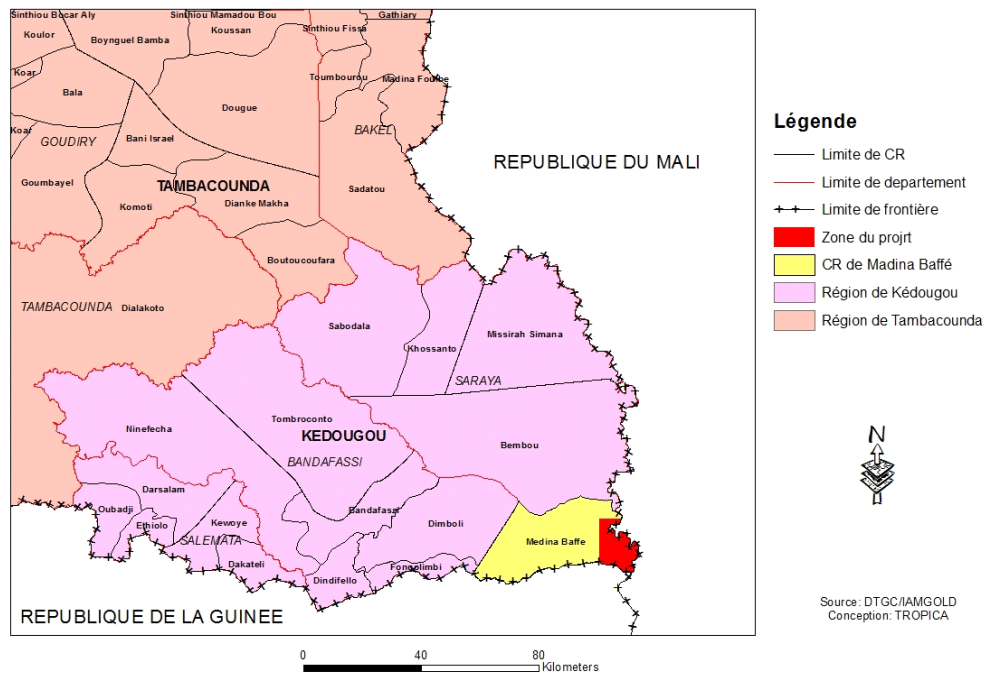 Sinthiou Bocar Aly
Sinthiou Mamadou Bou
Gathiary
Koulor
Boynguel Bamba
Koussan
Sinthiou Fissa
Koar
Toumbourou
Madina Foulbe
Bala
Dougue
Koar
GOUDIRY
Bani Israel
BAKEL
REPUBLIQUE DU MALI
Goumbayel
TAMBACOUNDA
Sadatou
Komoti
Dianke Makha
Boutoucoufara
TAMBACOUNDA
Dialakoto
Sabodala
Missirah Simana
Khossanto
SARAYA
Tombroconto
Ninefecha
KEDOUGOU
Bembou
BANDAFASSI
Darsalam
Oubadji
Bandafassi
Ethiolo
Kewoye
Dimboli
SALEMATA
Medina Baffe
Dakateli
Fongolimbi
Dindifello
REPUBLIQUE DE LA GUINEE
Légende
Limite de CR
Limite de departement
Limite de frontière
Zone du projrt
CR de Madina Baffé
Région de Kédougou
Région de Tambacounda
N
Source: DTGC/IAMGOLD
Conception: TROPICA
0 40 80
Kilometers